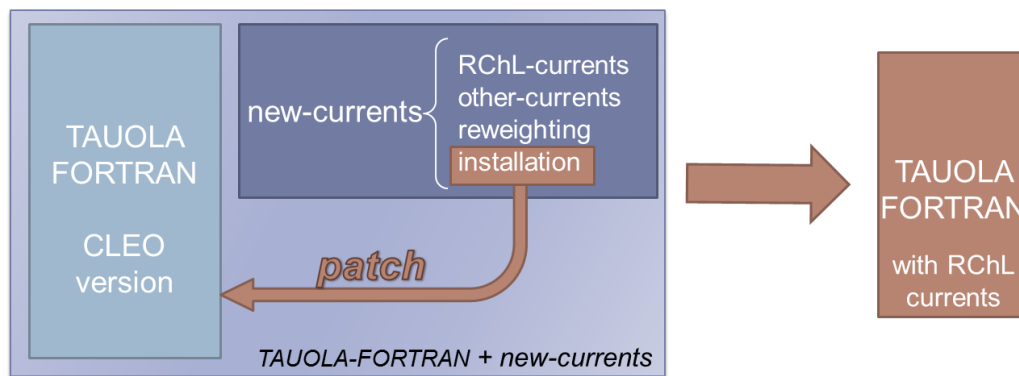 TAUOLA
FORTRAN
CLEO
version
new-currents
RChL-currents
other-currents
reweighting
installation
patch
TAUOLA-FORTRAN + new-currents
TAUOLA
FORTRAN
with RChL
currents